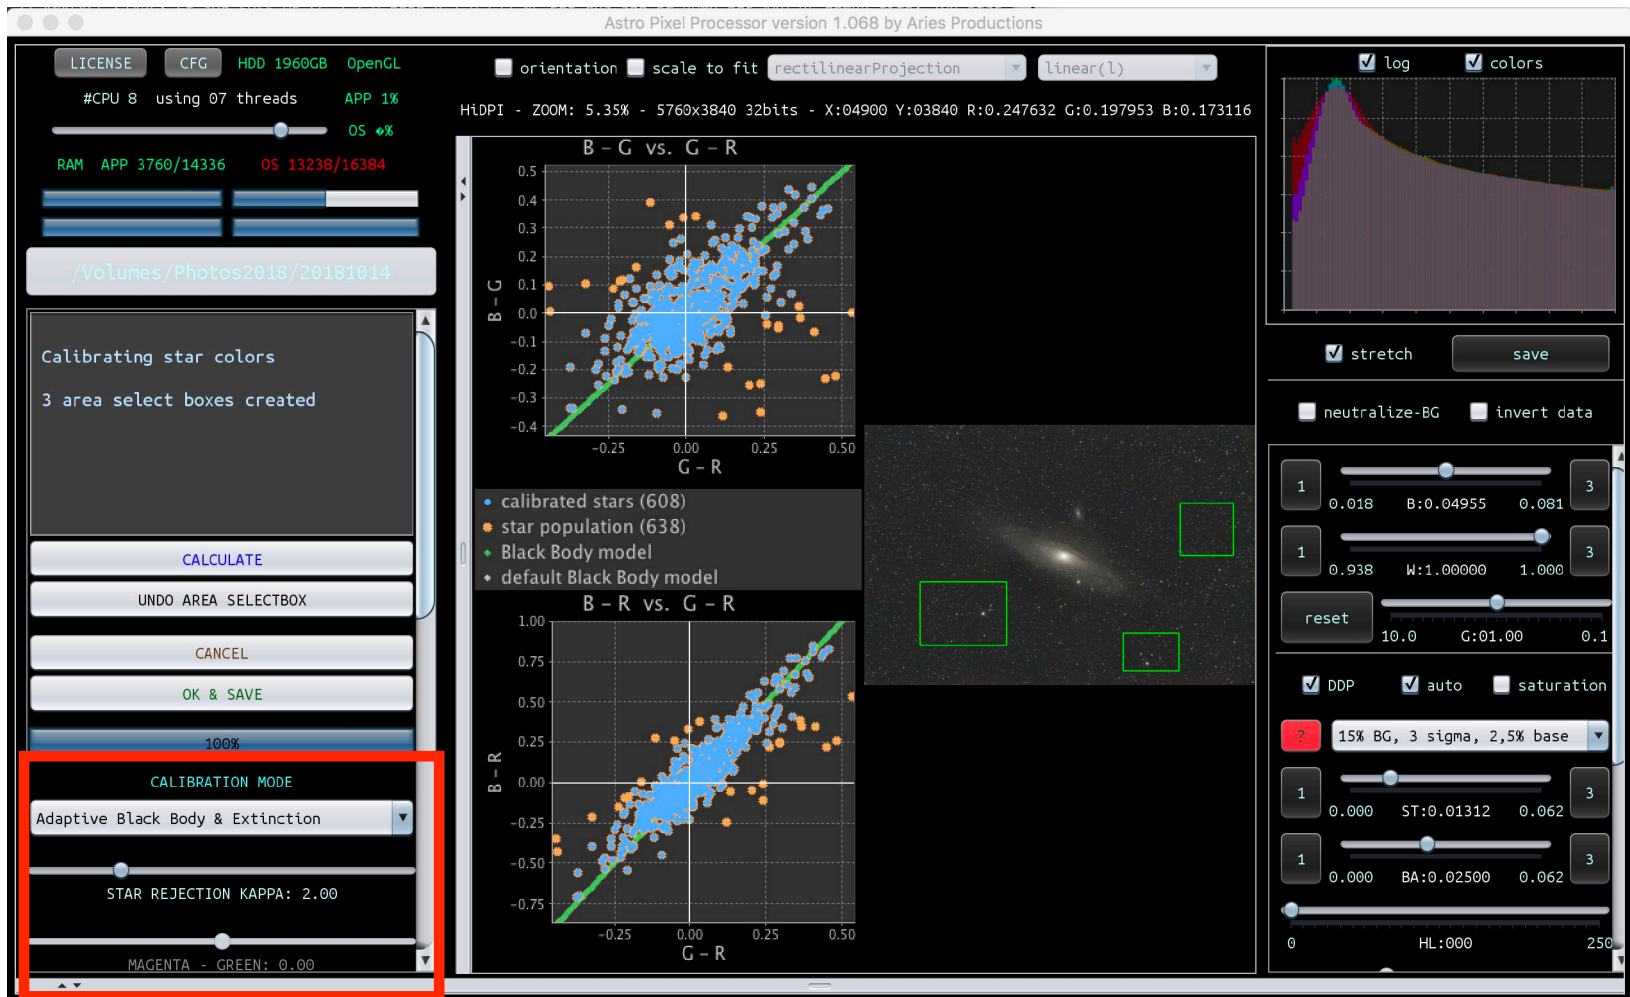 Astro Pixel Processor version 1.068 by Aries Productions
LICENSE CFG HDD 1960GB OpenGL
#CPU 8 using 07 threads APP 1%
OS �%
RAM APP 3760/14336 OS 13238/16384
/Volumes/Photos2018/20181014
Calibrating star colors
3 area select boxes created
CALCULATE
UNDO AREA SELECTBOX
CANCEL
OK & SAVE
100%
CALIBRATION MODE
Adaptive Black Body & Extinction
STAR REJECTION KAPPA: 2.00
MAGENTA - GREEN: 0.00
orientation scale to fit rectilinearProjection linear(l)
HiDPI - ZOOM: 5.35% - 5760x3840 32bits - X:04900 Y:03840 R:0.247632 G:0.197953 B:0.173116
B – G vs. G – R
0.5
0.4
0.3
0.2
0.1
0.0
-0.1
-0.2
-0.3
-0.4
B – G
-0.25 0.00 0.25 0.50
G – R
calibrated stars (608)
star population (638)
Black Body model
default Black Body model
B – R vs. G – R
1.00
0.75
0.50
0.25
0.00
-0.25
-0.50
-0.75
B – R
-0.25 0.00 0.25 0.50
G – R
log colors
stretch save
neutralize-BG invert data
1 3
0.018 B:0.04955 0.081
1 3
0.938 W:1.00000 1.000
reset
10.0 G:01.00 0.1
DDP auto saturation
? 15% BG, 3 sigma, 2,5% base
1 3
0.000 ST:0.01312 0.062
1 3
0.000 BA:0.02500 0.062
0 HL:000 250